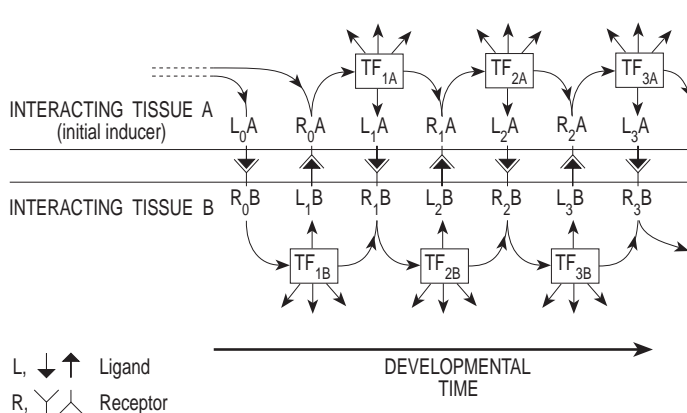 TF1A TF2A TF3A
INTERACTING TISSUE A
(initial inducer)
L0A R0A L1A R1A L2A R2A L3A
INTERACTING TISSUE B
R0B L1B R1B L2B R2B L3B R3B
TF1B TF2B TF3B
L, Ligand
R, Receptor
DEVELOPMENTAL
TIME